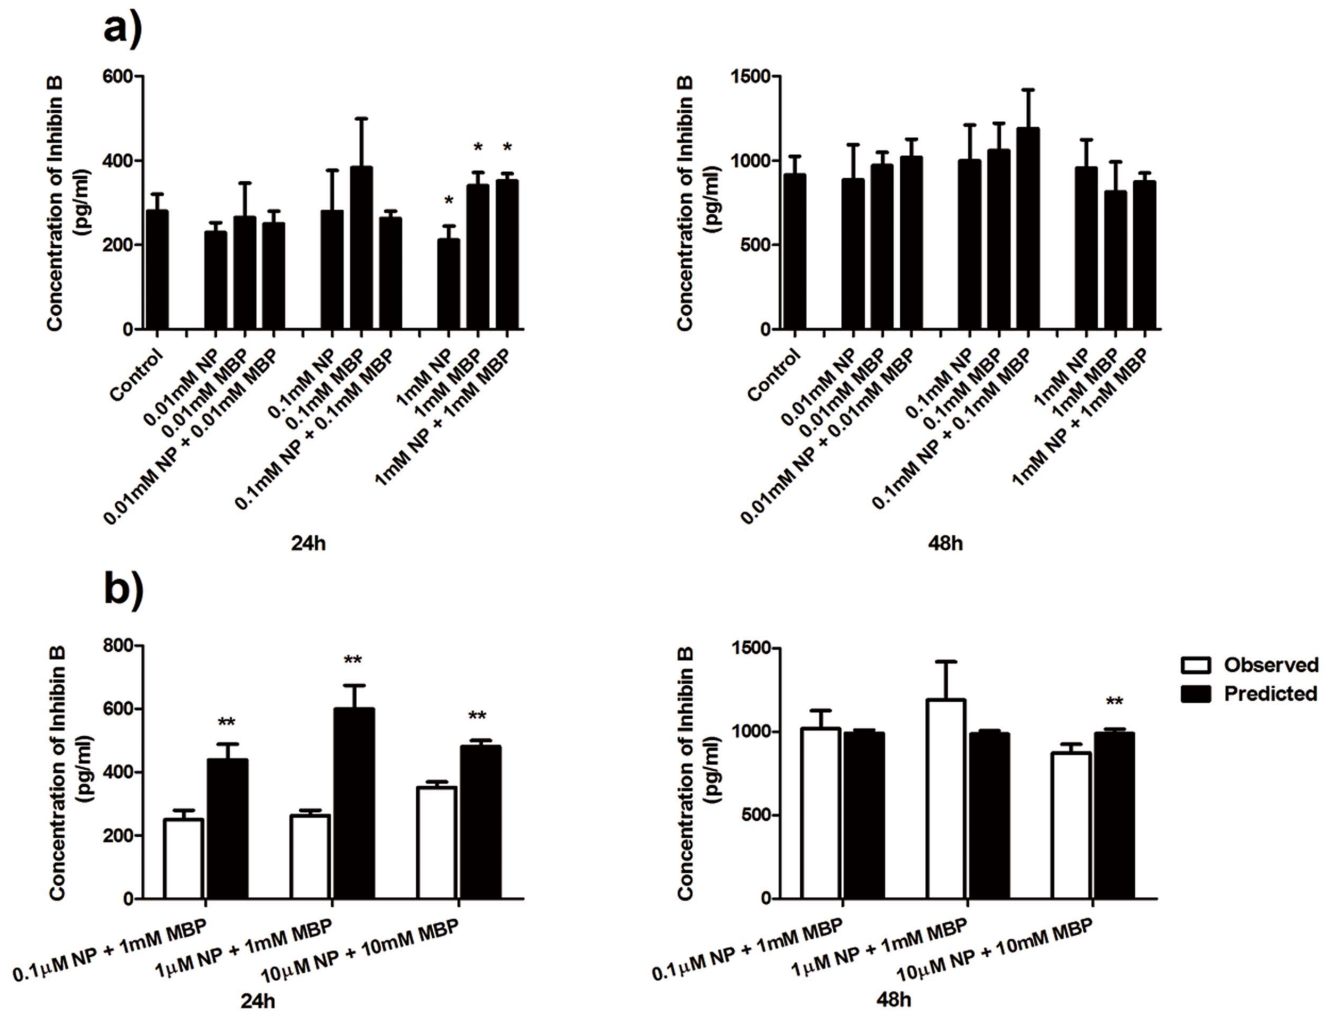 a)
Concentration of Inhibin B
(pg/ml)
600
400
200
0
*
*
*
Control
0.01mM NP
0.01mM MBP
0.01mM NP + 0.01mM MBP
0.1mM NP
0.1mM MBP
0.1mM NP + 0.1mM MBP
1mM NP
1mM MBP
1mM NP + 1mM MBP
24h
Concentration of Inhibin B
(pg/ml)
1500
1000
500
0
Control
0.01mM NP
0.01mM MBP
0.01mM NP + 0.01mM MBP
0.1mM NP
0.1mM MBP
0.1mM NP + 0.1mM MBP
1mM NP
1mM MBP
1mM NP + 1mM MBP
48h
b)
Concentration of Inhibin B
(pg/ml)
800
600
400
200
0
**
**
**
0.1μM NP + 1mM MBP
1μM NP + 1mM MBP
10μM NP + 10mM MBP
24h
Concentration of Inhibin B
(pg/ml)
1500
1000
500
0
**
0.1μM NP + 1mM MBP
1μM NP + 1mM MBP
10μM NP + 10mM MBP
48h
Observed
Predicted